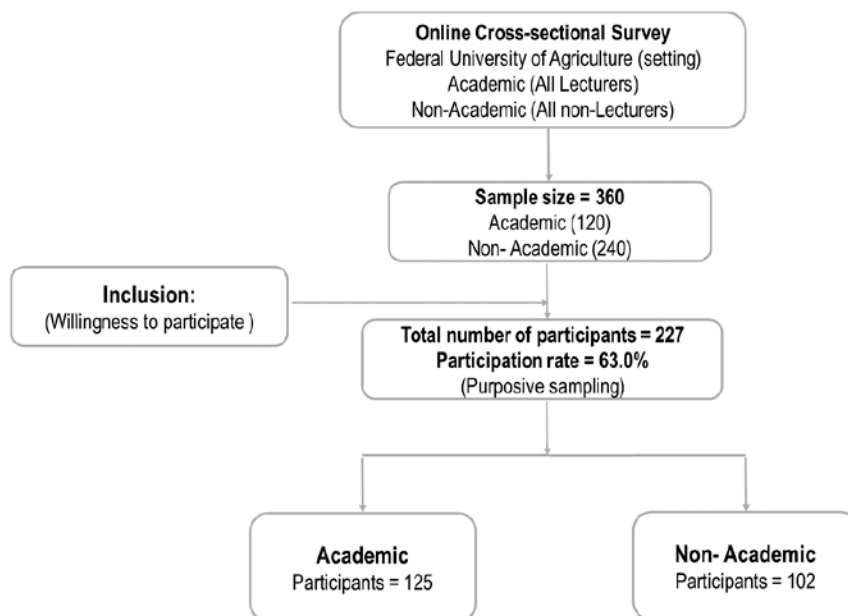 Online Cross-sectional Survey
Federal University of Agriculture (setting)
Academic (All Lecturers)
Non-Academic (All non-Lecturers)
Sample size = 360
Academic (120)
Non- Academic (240)
Inclusion:
(Willingness to participate )
Total number of participants = 227
Participation rate = 63.0%
(Purposive sampling)
Academic
Participants = 125
Non- Academic
Participants = 102